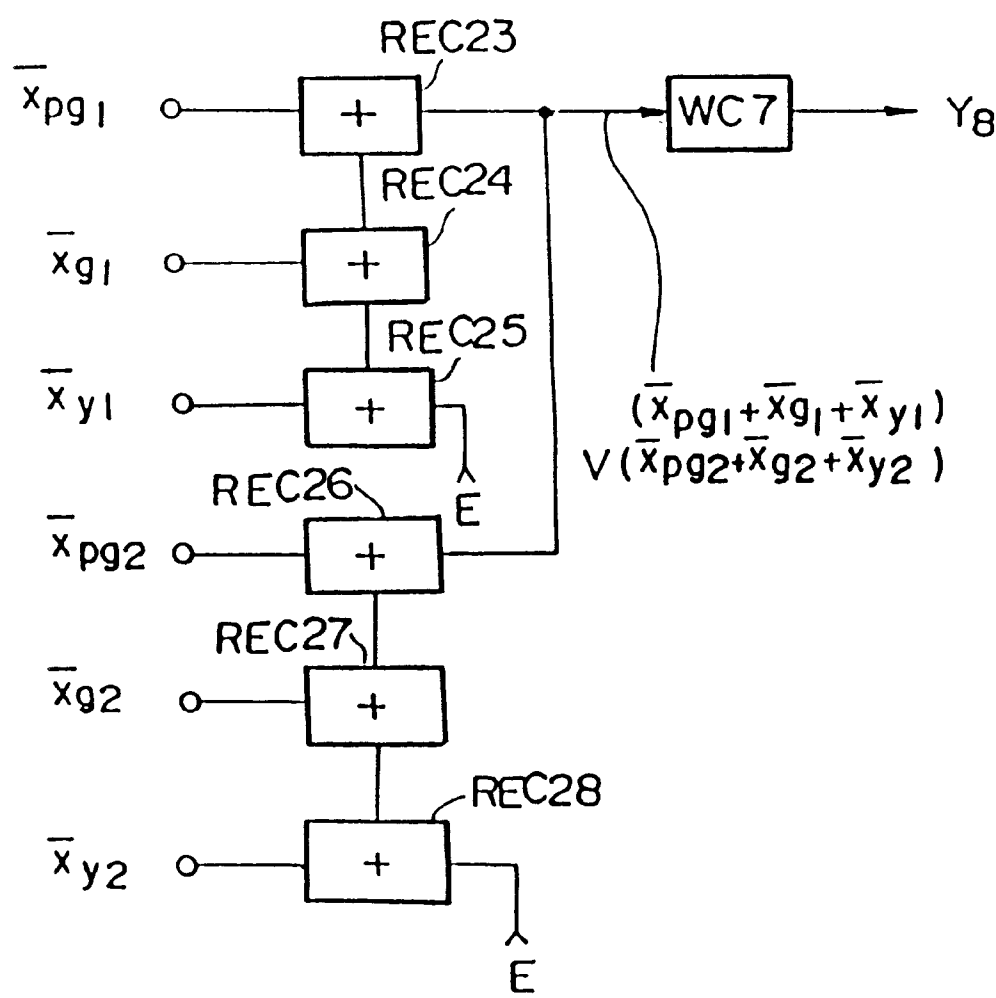 REC23
x̅pg1
+
WC7
Y8
REC24
x̅g1
+
REC25
x̅y1
+
(x̅pg1+x̅g1+x̅y1)
V(x̅pg2+x̅g2+x̅y2)
REC26
E
x̅pg2
+
REC27
x̅g2
+
REC28
x̅y2
+
E